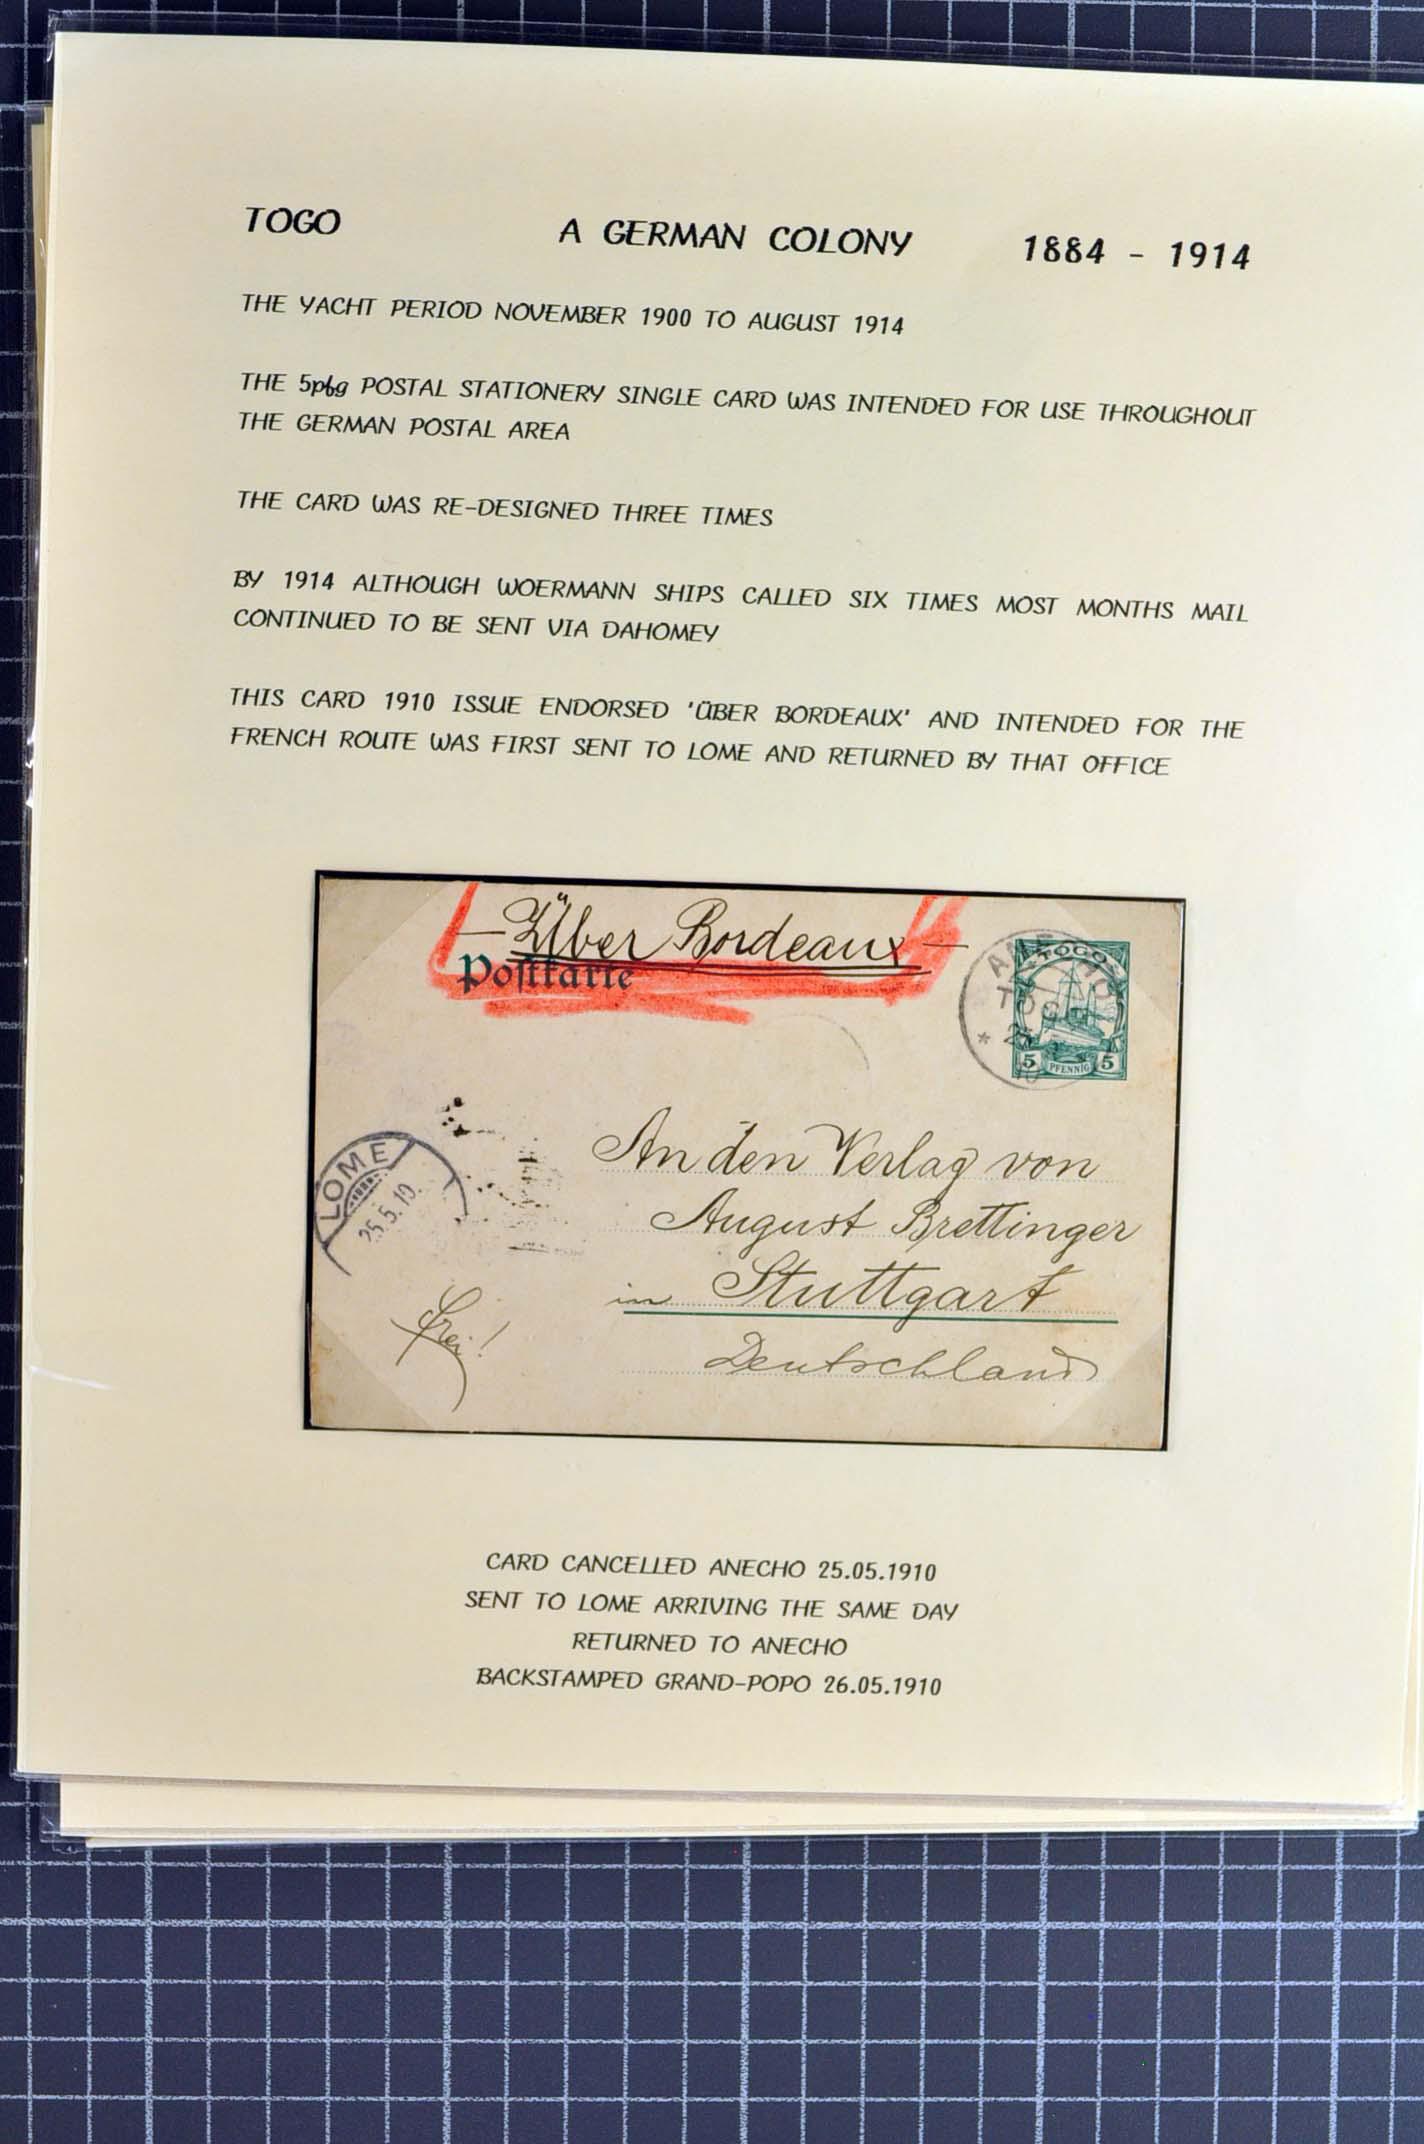 TOGO A GERMAN COLONY 1884 - 1914
THE YACHT PERIOD NOVEMBER 1900 TO AUGUST 1914
THE 5pfg POSTAL STATIONERY SINGLE CARD WAS INTENDED FOR USE THROUGHOUT
THE GERMAN POSTAL AREA
THE CARD WAS RE-DESIGNED THREE TIMES
BY 1914 ALTHOUGH WOERMANN SHIPS CALLED SIX TIMES MOST MONTHS MAIL
CONTINUED TO BE SENT VIA DAHOMEY
THIS CARD 1910 ISSUE ENDORSED 'ÜBER BORDEAUX' AND INTENDED FOR THE
FRENCH ROUTE WAS FIRST SENT TO LOME AND RETURNED BY THAT OFFICE
— Über Bordeaux —
Postkarte
TOGO
5 PFENNIG 5
LOME
25.5.10.
An den Verlag von
August Brettinger
in Stuttgart
Deutschland
frei!
CARD CANCELLED ANECHO 25.05.1910
SENT TO LOME ARRIVING THE SAME DAY
RETURNED TO ANECHO
BACKSTAMPED GRAND-POPO 26.05.1910